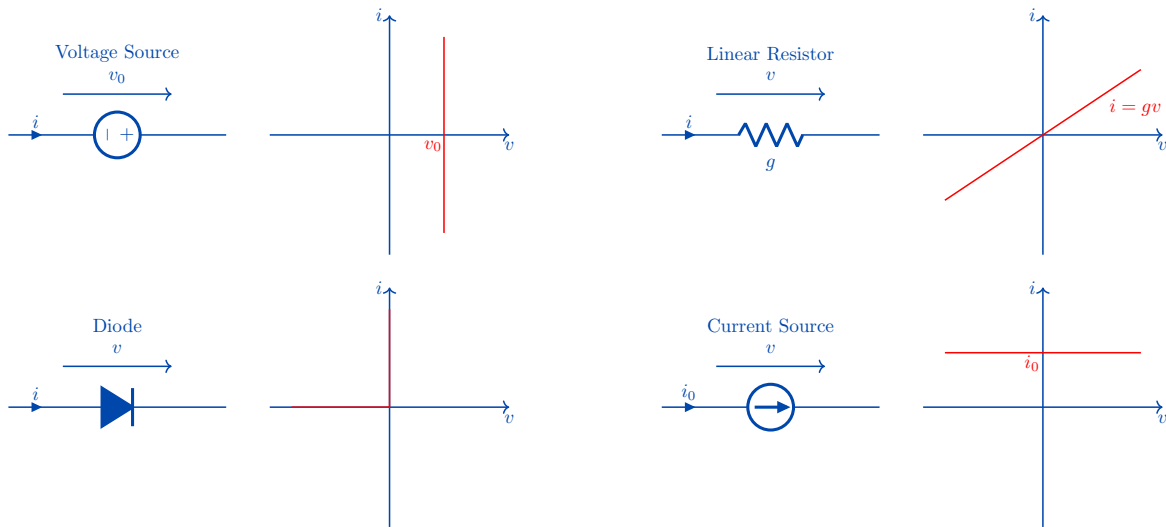 Voltage Source
v₀
i
− +
i
v₀
v
Linear Resistor
v
i
g
i
i = gv
v
Diode
v
i
i
v
Current Source
v
i₀
i
i₀
v